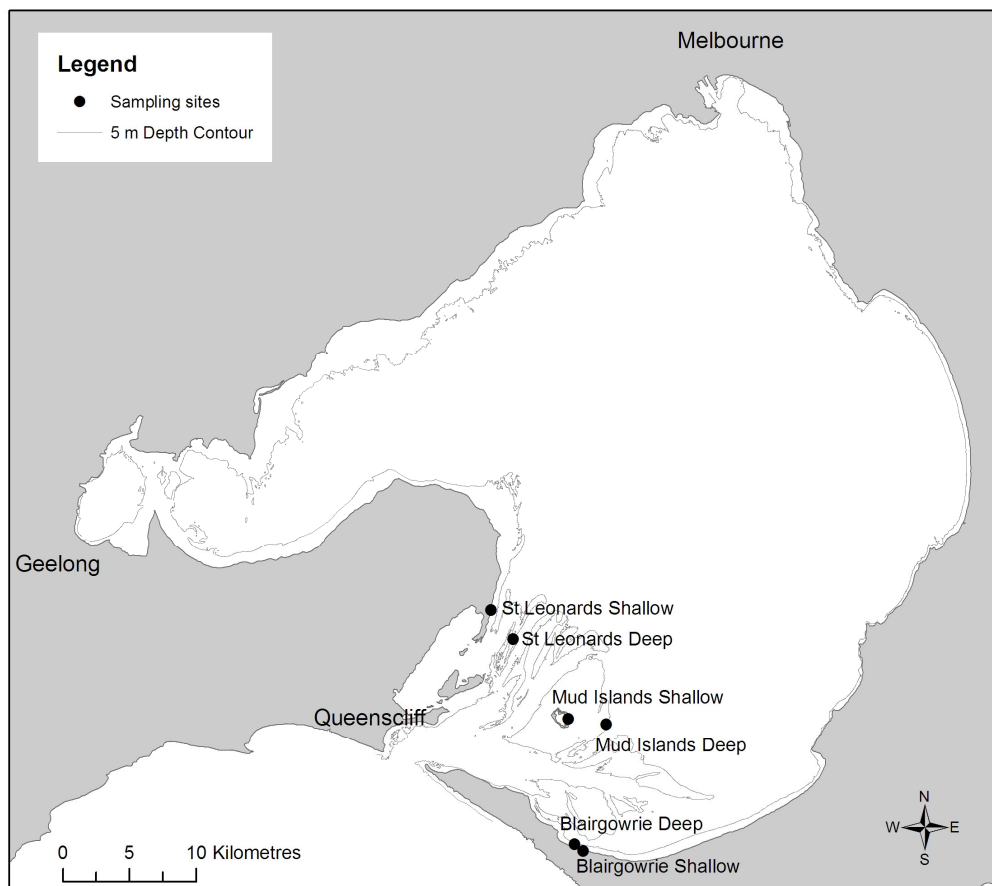 Melbourne
Legend
Sampling sites
5 m Depth Contour
Geelong
St Leonards Shallow
St Leonards Deep
Mud Islands Shallow
Queenscliff
Mud Islands Deep
Blairgowrie Deep
Blairgowrie Shallow
N
W E
S
0 5 10 Kilometres